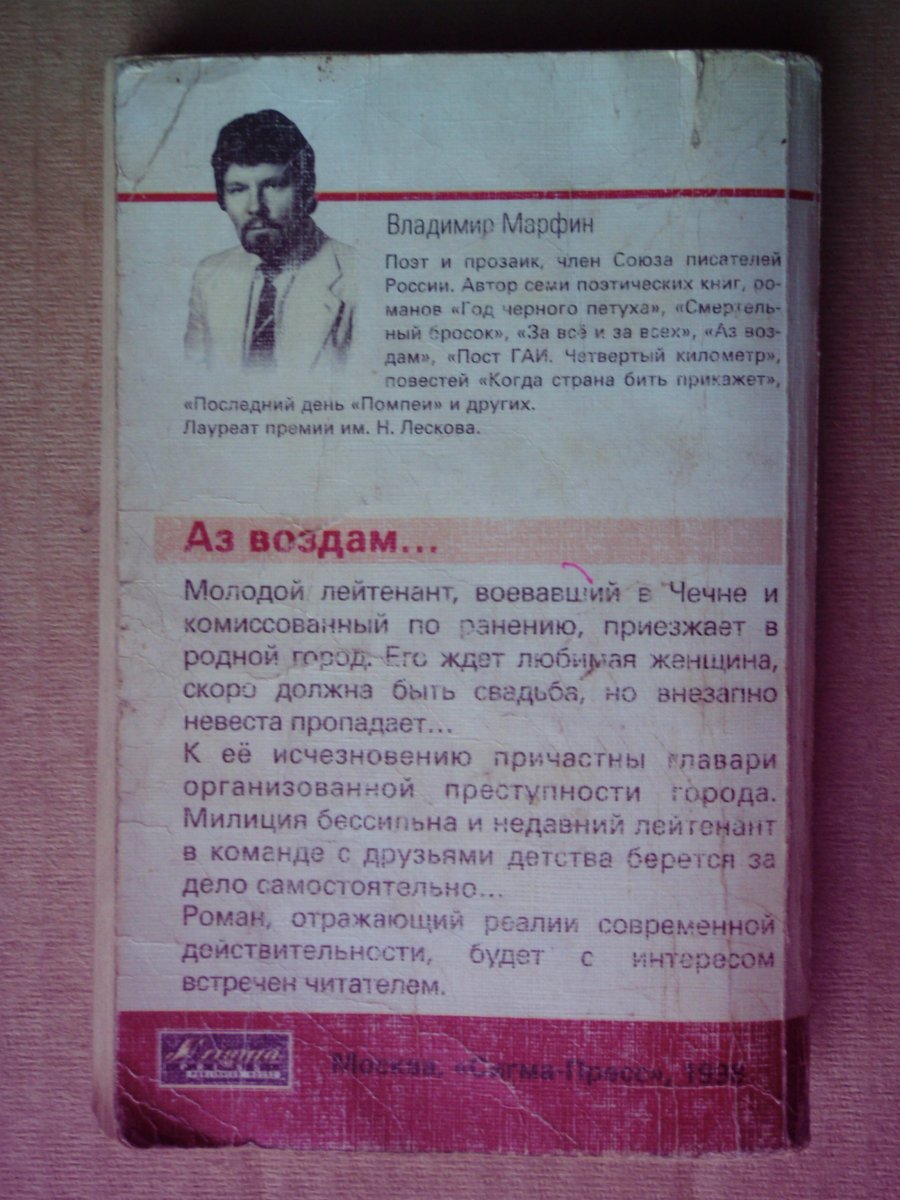 Владимир Марфин
Поэт и прозаик, член Союза писателей
России. Автор семи поэтических книг, ро-
манов «Год черного петуха», «Смертель-
ный бросок», «За всё и за всех», «Аз воз-
дам», «Пост ГАИ. Четвертый километр»,
повестей «Когда страна бить прикажет»,
«Последний день «Помпеи» и других.
Лауреат премии им. Н. Лескова.
Аз воздам...
Молодой лейтенант, воевавший в Чечне и
комиссованный по ранению, приезжает в
родной город. Его ждет любимая женщина,
скоро должна быть свадьба, но внезапно
невеста пропадает...
К её исчезновению причастны главари
организованной преступности города.
Милиция бессильна и недавний лейтенант
в команде с друзьями детства берется за
дело самостоятельно...
Роман, отражающий реалии современной
действительности, будет с интересом
встречен читателем.
PUBLISHING HOUSE
Москва, «Сигма-Пресс», 1998